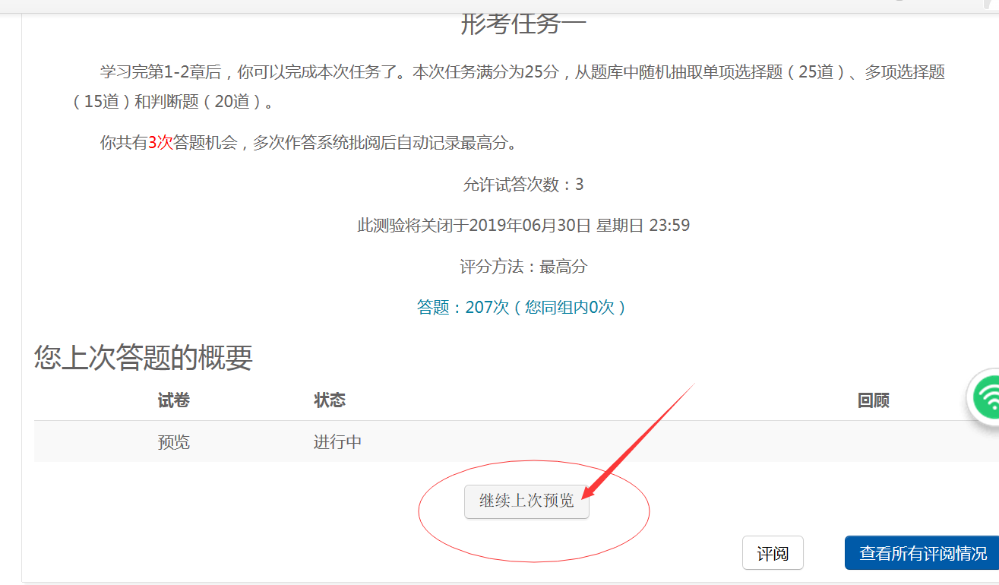 形考任务一
学习完第1-2章后，你可以完成本次任务了。本次任务满分为25分，从题库中随机抽取单项选择题（25道）、多项选择题
（15道）和判断题（20道）。
你共有3次答题机会，多次作答系统批阅后自动记录最高分。
允许试答次数：3
此测验将关闭于2019年06月30日 星期日 23:59
评分方法：最高分
答题：207次（您同组内0次）
您上次答题的概要
试卷 状态 回顾
预览 进行中
继续上次预览
评阅 查看所有评阅情况